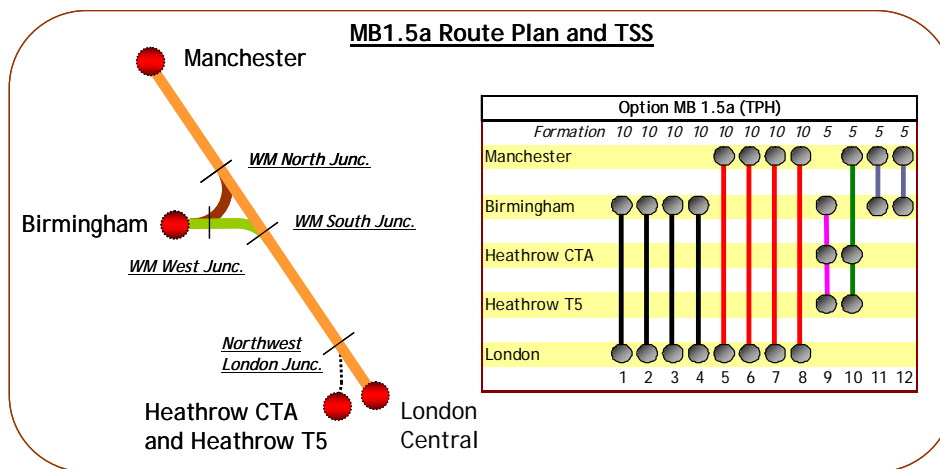 MB1.5a Route Plan and TSS
Manchester
WM North Junc.
Birmingham
WM South Junc.
WM West Junc.
Northwest
London Junc.
Heathrow CTA
and Heathrow T5
London
Central
Option MB 1.5a (TPH)
Formation 10 10 10 10 10 10 10 10 5 5 5 5
Manchester
Birmingham
Heathrow CTA
Heathrow T5
London
1 2 3 4 5 6 7 8 9 10 11 12